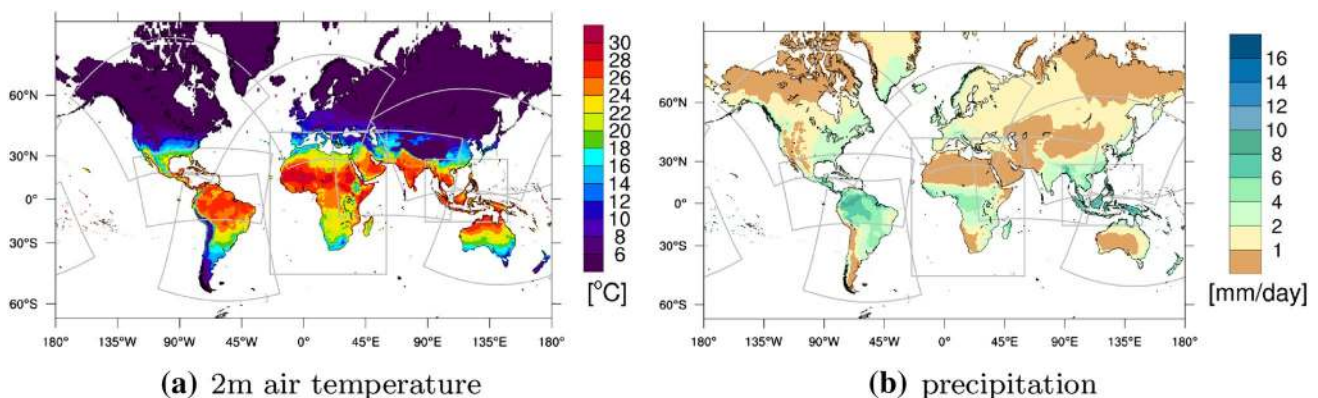 60°N
30°N
0°
30°S
60°S
180° 135°W 90°W 45°W 0° 45°E 90°E 135°E 180°
30
28
26
24
22
20
18
16
14
12
10
8
6
[°C]
(a) 2m air temperature
60°N
30°N
0°
30°S
60°S
180° 135°W 90°W 45°W 0° 45°E 90°E 135°E 180°
16
14
12
10
8
6
4
2
1
[mm/day]
(b) precipitation